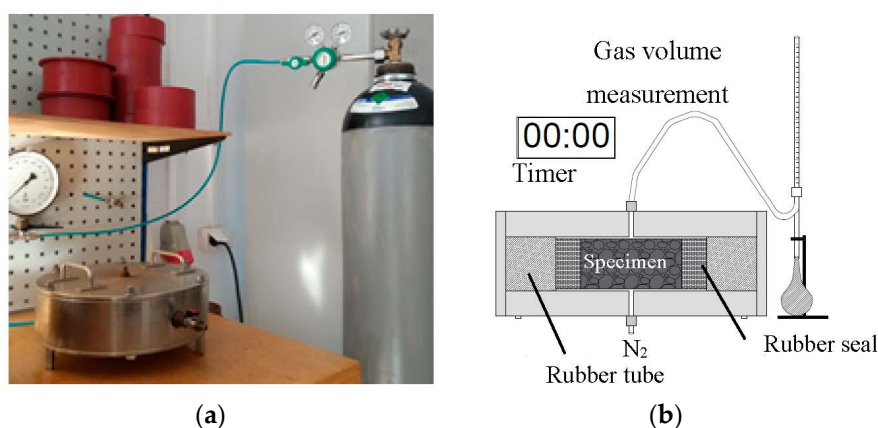 Gas volume
measurement
00:00
Timer
Specimen
N₂
Rubber seal
Rubber tube
(a)
(b)